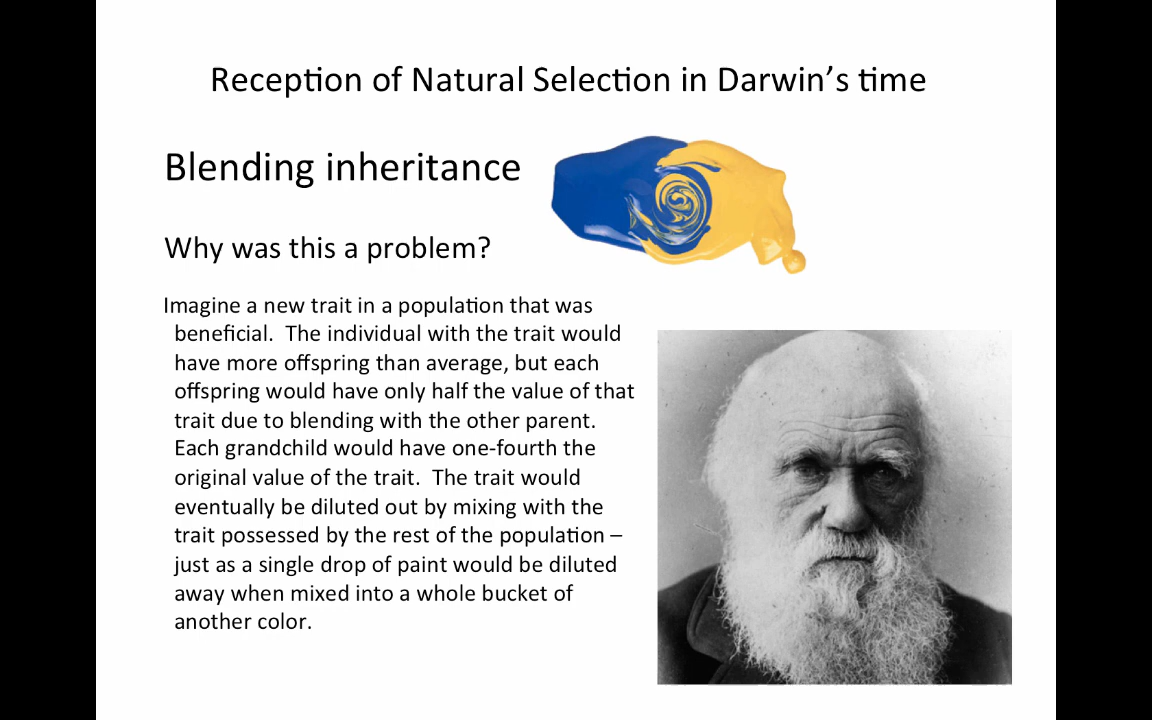 Reception of Natural Selection in Darwin’s time
Blending inheritance
Why was this a problem?
Imagine a new trait in a population that was
beneficial.  The individual with the trait would
have more offspring than average, but each
offspring would have only half the value of that
trait due to blending with the other parent.
Each grandchild would have one-fourth the
original value of the trait.  The trait would
eventually be diluted out by mixing with the
trait possessed by the rest of the population –
just as a single drop of paint would be diluted
away when mixed into a whole bucket of
another color.